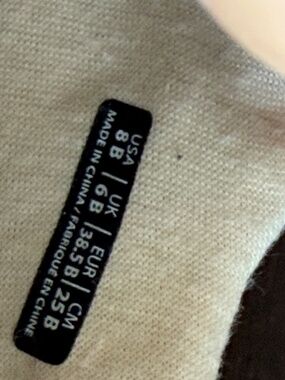 USA | UK | EUR | CM
8 B | 6 B | 38.5 B | 25 B
MADE IN CHINA / FABRIQUE EN CHINE